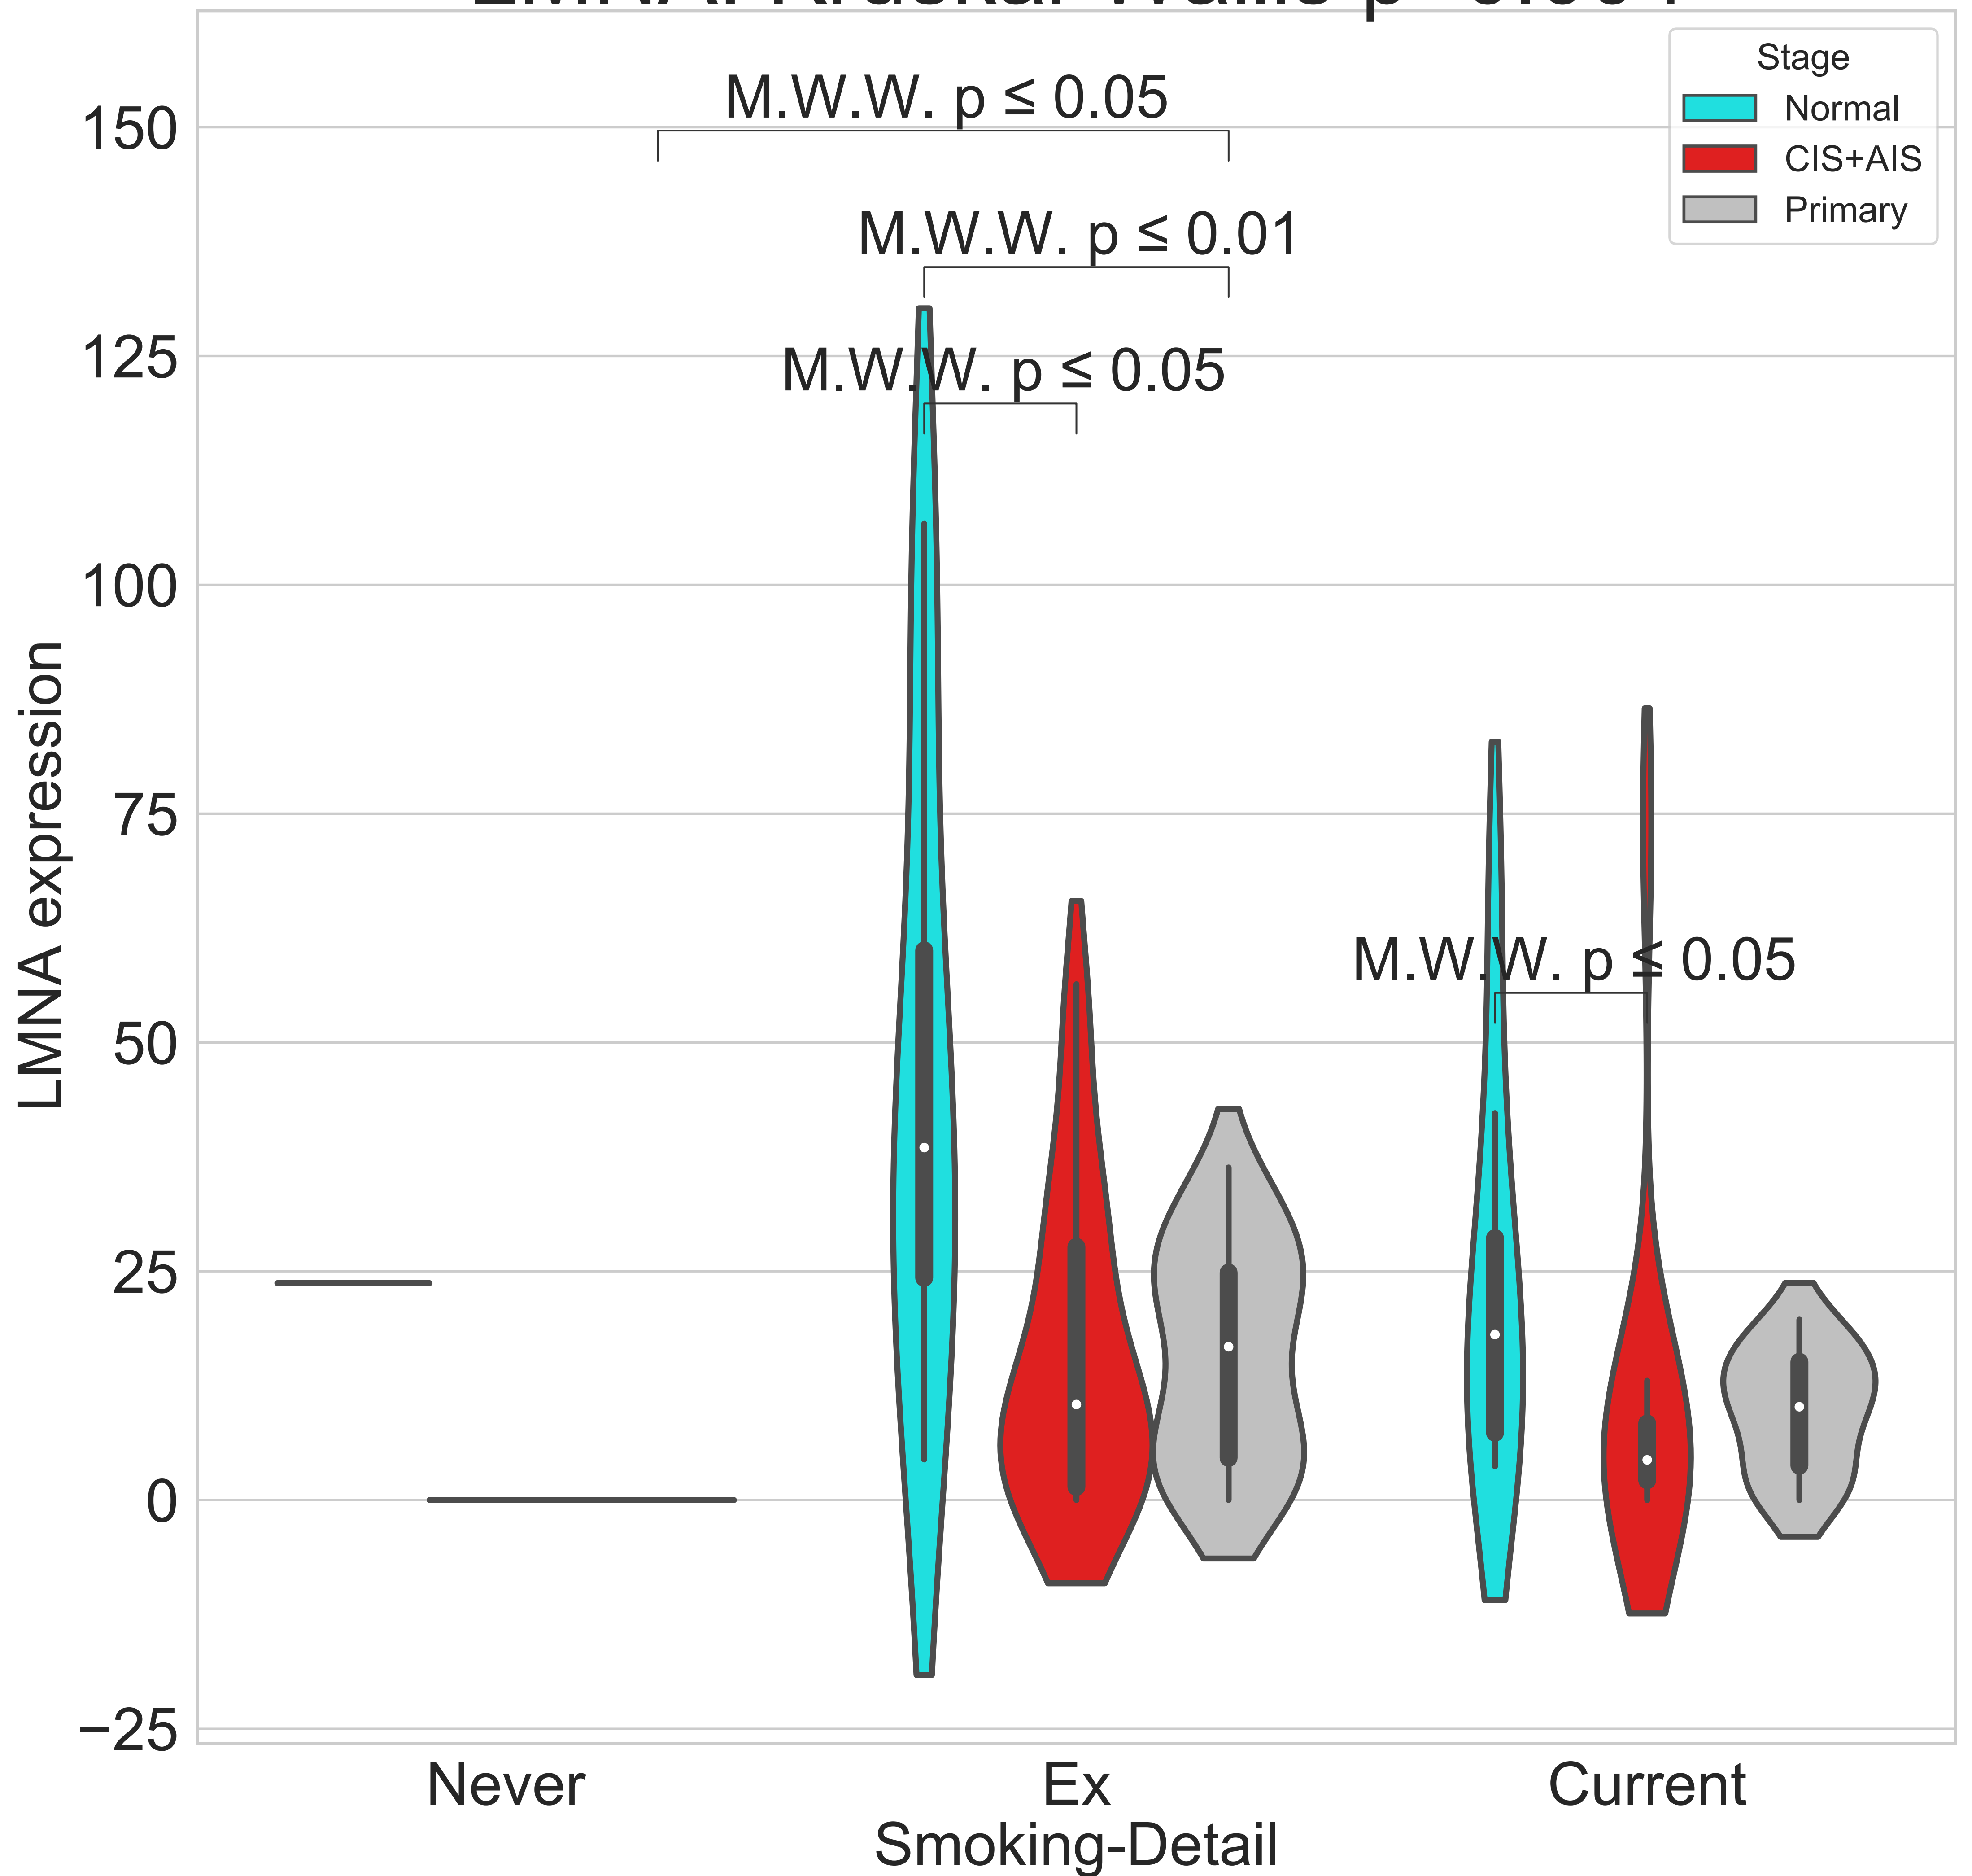 Stage
Normal
CIS+AIS
Primary
M.W.W. p ≤ 0.05
M.W.W. p ≤ 0.01
M.W.W. p ≤ 0.05
M.W.W. p ≤ 0.05
150
125
100
75
50
25
0
−25
LMNA expression
Never
Ex
Current
Smoking-Detail